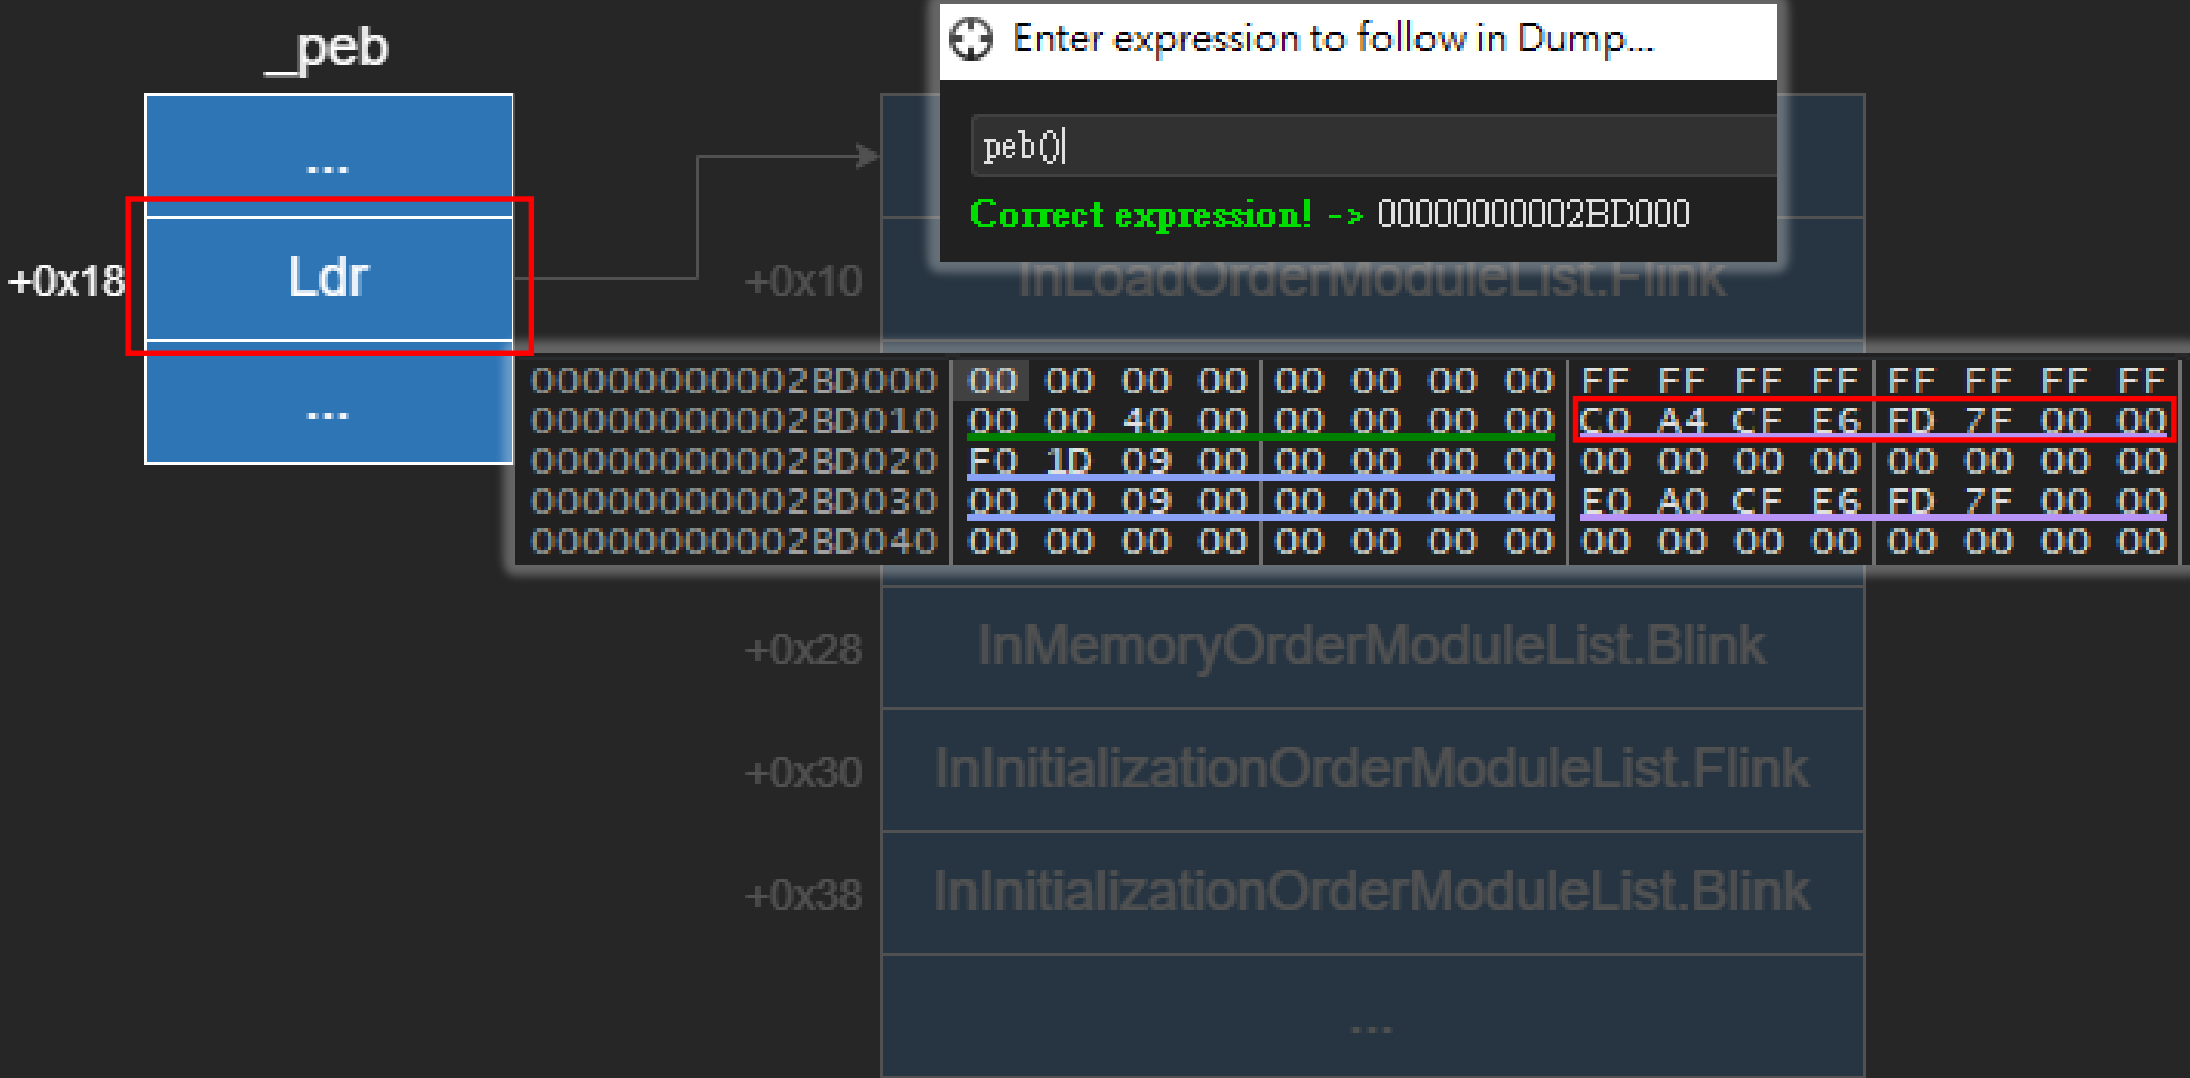 _peb
...
+0x18
Ldr
...
Enter expression to follow in Dump...
peb()
Correct expression! -> 00000000002BD000
+0x10
InLoadOrderModuleList.Flink
00000000002BD000 00 00 00 00 00 00 00 00 FF FF FF FF FF FF FF FF
00000000002BD010 00 00 40 00 00 00 00 00 C0 A4 CF E6 FD 7F 00 00
00000000002BD020 F0 1D 09 00 00 00 00 00 00 00 00 00 00 00 00 00
00000000002BD030 00 00 09 00 00 00 00 00 E0 A0 CF E6 FD 7F 00 00
00000000002BD040 00 00 00 00 00 00 00 00 00 00 00 00 00 00 00 00
+0x28
InMemoryOrderModuleList.Blink
+0x30
InInitializationOrderModuleList.Flink
+0x38
InInitializationOrderModuleList.Blink
...